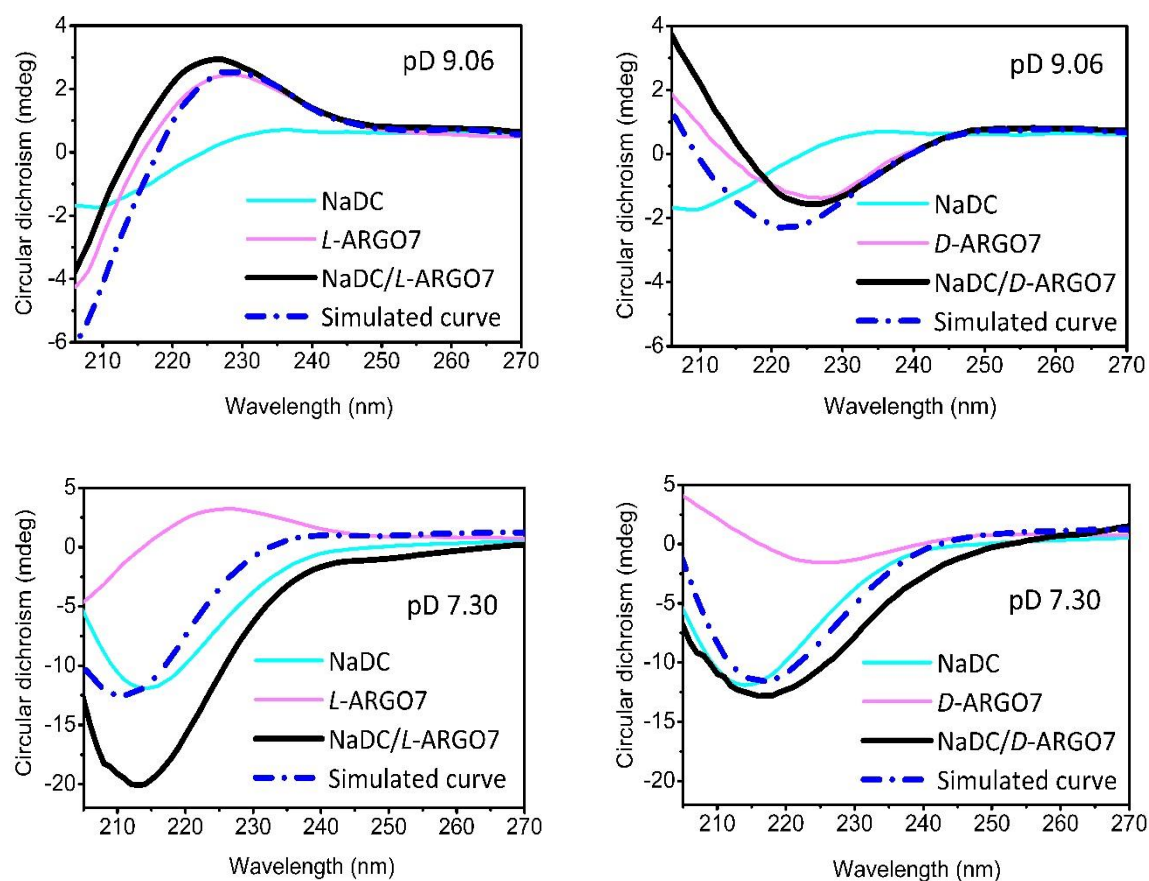 4
2
0
-2
-4
-6
210 220 230 240 250 260 270
Circular dichroism (mdeg)
Wavelength (nm)
pD 9.06
NaDC
L-ARGO7
NaDC/L-ARGO7
Simulated curve
4
2
0
-2
-4
-6
210 220 230 240 250 260 270
Circular dichroism (mdeg)
Wavelength (nm)
pD 9.06
NaDC
D-ARGO7
NaDC/D-ARGO7
Simulated curve
5
0
-5
-10
-15
-20
210 220 230 240 250 260 270
Circular dichroism (mdeg)
Wavelength (nm)
pD 7.30
NaDC
L-ARGO7
NaDC/L-ARGO7
Simulated curve
5
0
-5
-10
-15
-20
210 220 230 240 250 260 270
Circular dichroism (mdeg)
Wavelength (nm)
pD 7.30
NaDC
D-ARGO7
NaDC/D-ARGO7
Simulated curve